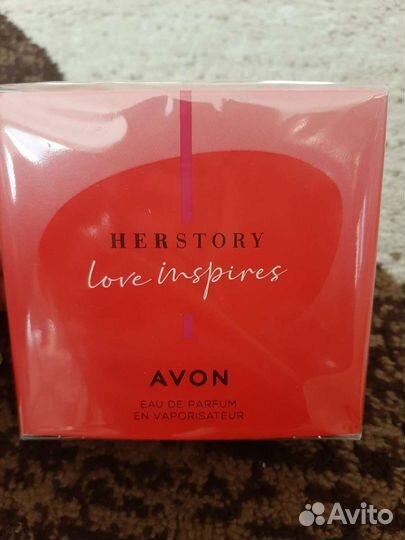 HERSTORY
love inspires
AVON
EAU DE PARFUM
EN VAPORISATEUR
Avito